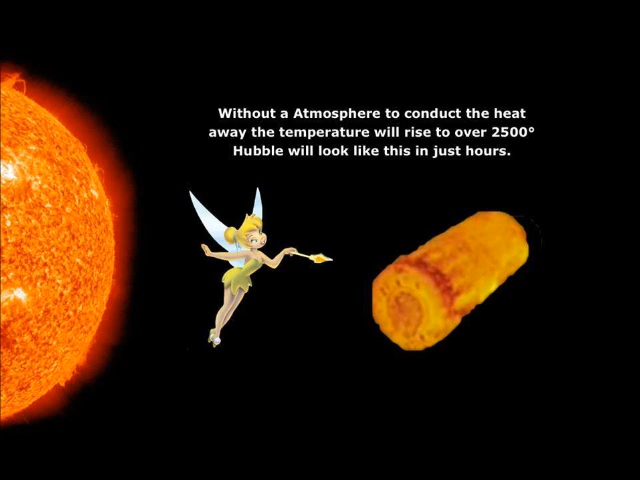 Without a Atmosphere to conduct the heat
away the temperature will rise to over 2500°
Hubble will look like this in just hours.